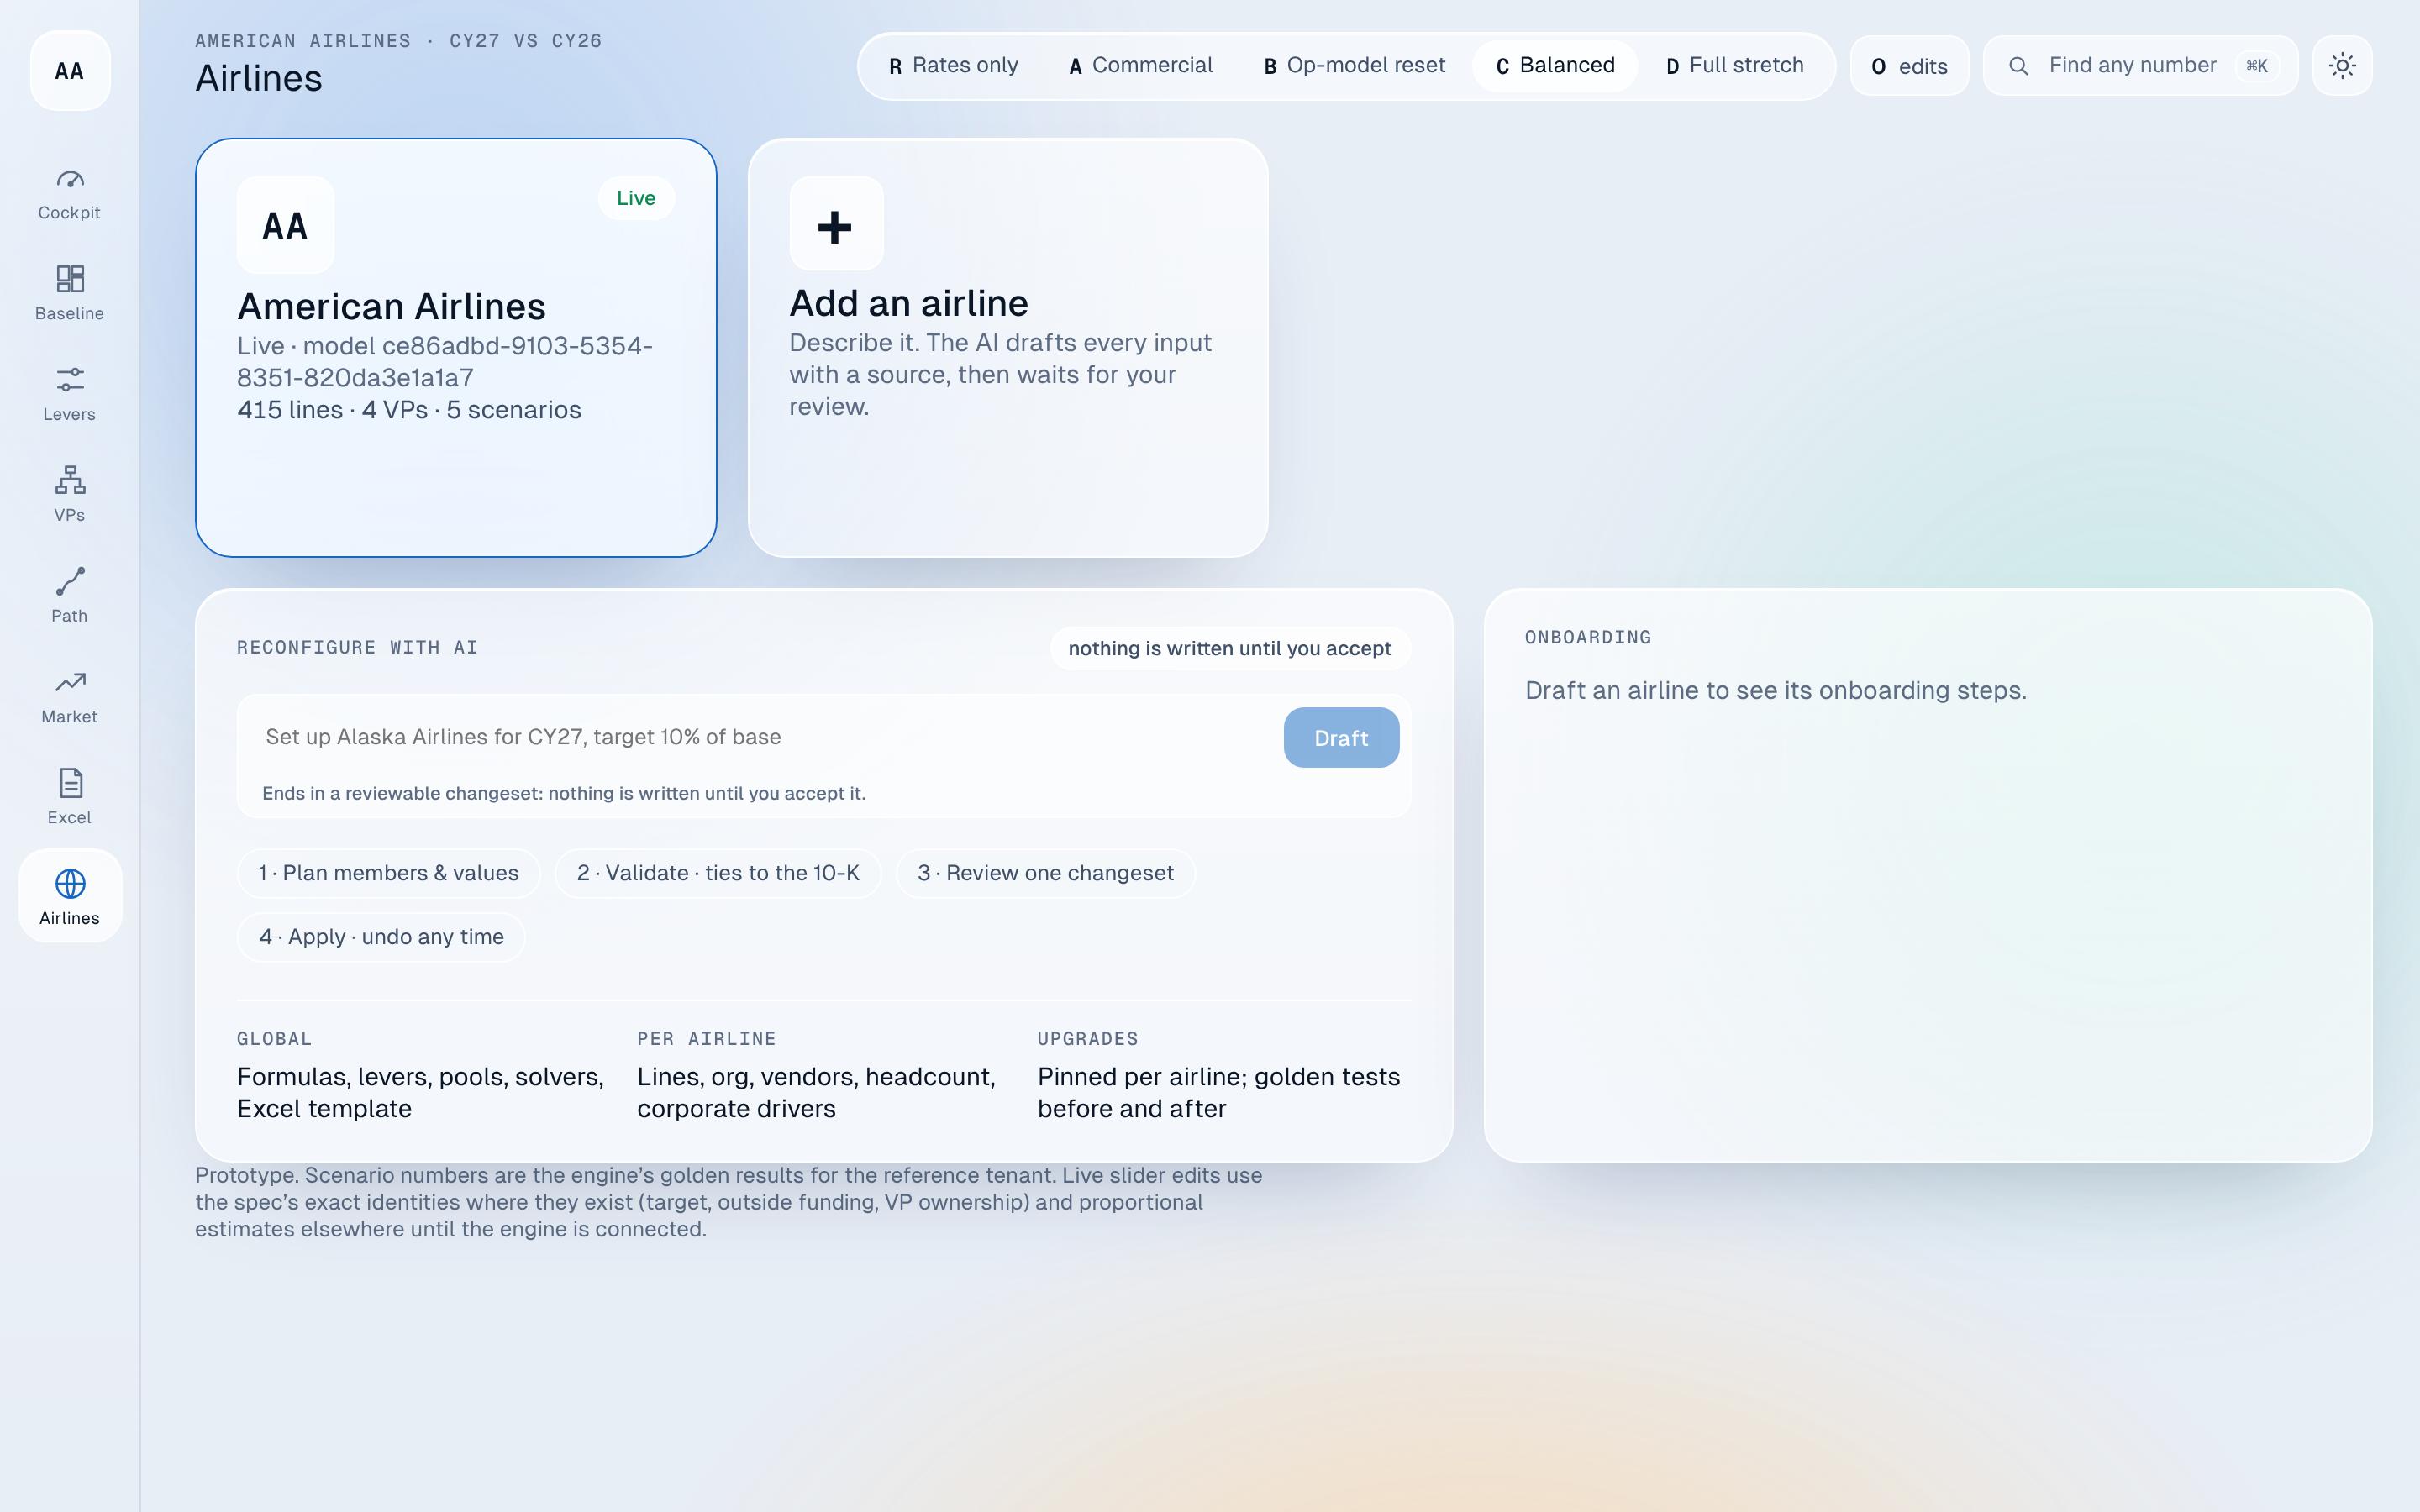 AA
AMERICAN AIRLINES · CY27 VS CY26
Airlines
R Rates only
A Commercial
B Op-model reset
C Balanced
D Full stretch
0 edits
Find any number ⌘K
Cockpit
Baseline
Levers
VPs
Path
Market
Excel
Airlines
AA
Live
American Airlines
Live · model ce86adbd-9103-5354-
8351-820da3e1a1a7
415 lines · 4 VPs · 5 scenarios
+
Add an airline
Describe it. The AI drafts every input
with a source, then waits for your
review.
RECONFIGURE WITH AI
nothing is written until you accept
Set up Alaska Airlines for CY27, target 10% of base
Draft
Ends in a reviewable changeset: nothing is written until you accept it.
1 · Plan members & values
2 · Validate · ties to the 10-K
3 · Review one changeset
4 · Apply · undo any time
GLOBAL
Formulas, levers, pools, solvers,
Excel template
PER AIRLINE
Lines, org, vendors, headcount,
corporate drivers
UPGRADES
Pinned per airline; golden tests
before and after
ONBOARDING
Draft an airline to see its onboarding steps.
Prototype. Scenario numbers are the engine’s golden results for the reference tenant. Live slider edits use
the spec’s exact identities where they exist (target, outside funding, VP ownership) and proportional
estimates elsewhere until the engine is connected.